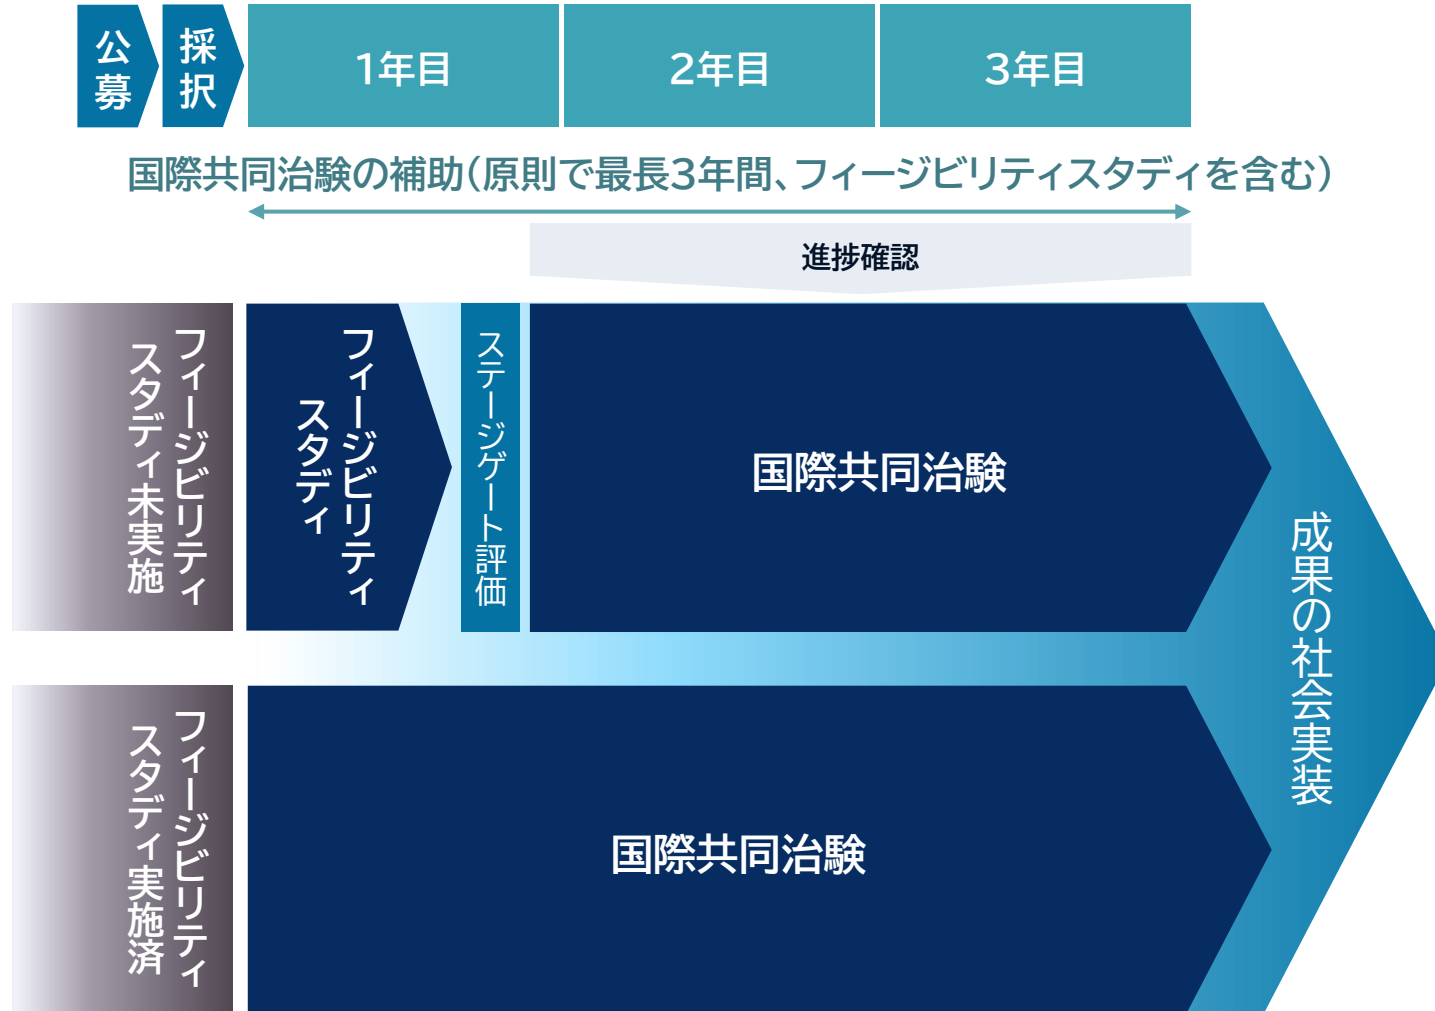 公募
採択
1年目
2年目
3年目
国際共同治験の補助(原則で最長3年間、フィージビリティスタディを含む)
進捗確認
フィージビリティ
スタディ未実施
フィージビリティ
スタディ
ステージゲート評価
国際共同治験
成果の社会実装
フィージビリティ
スタディ実施済
国際共同治験